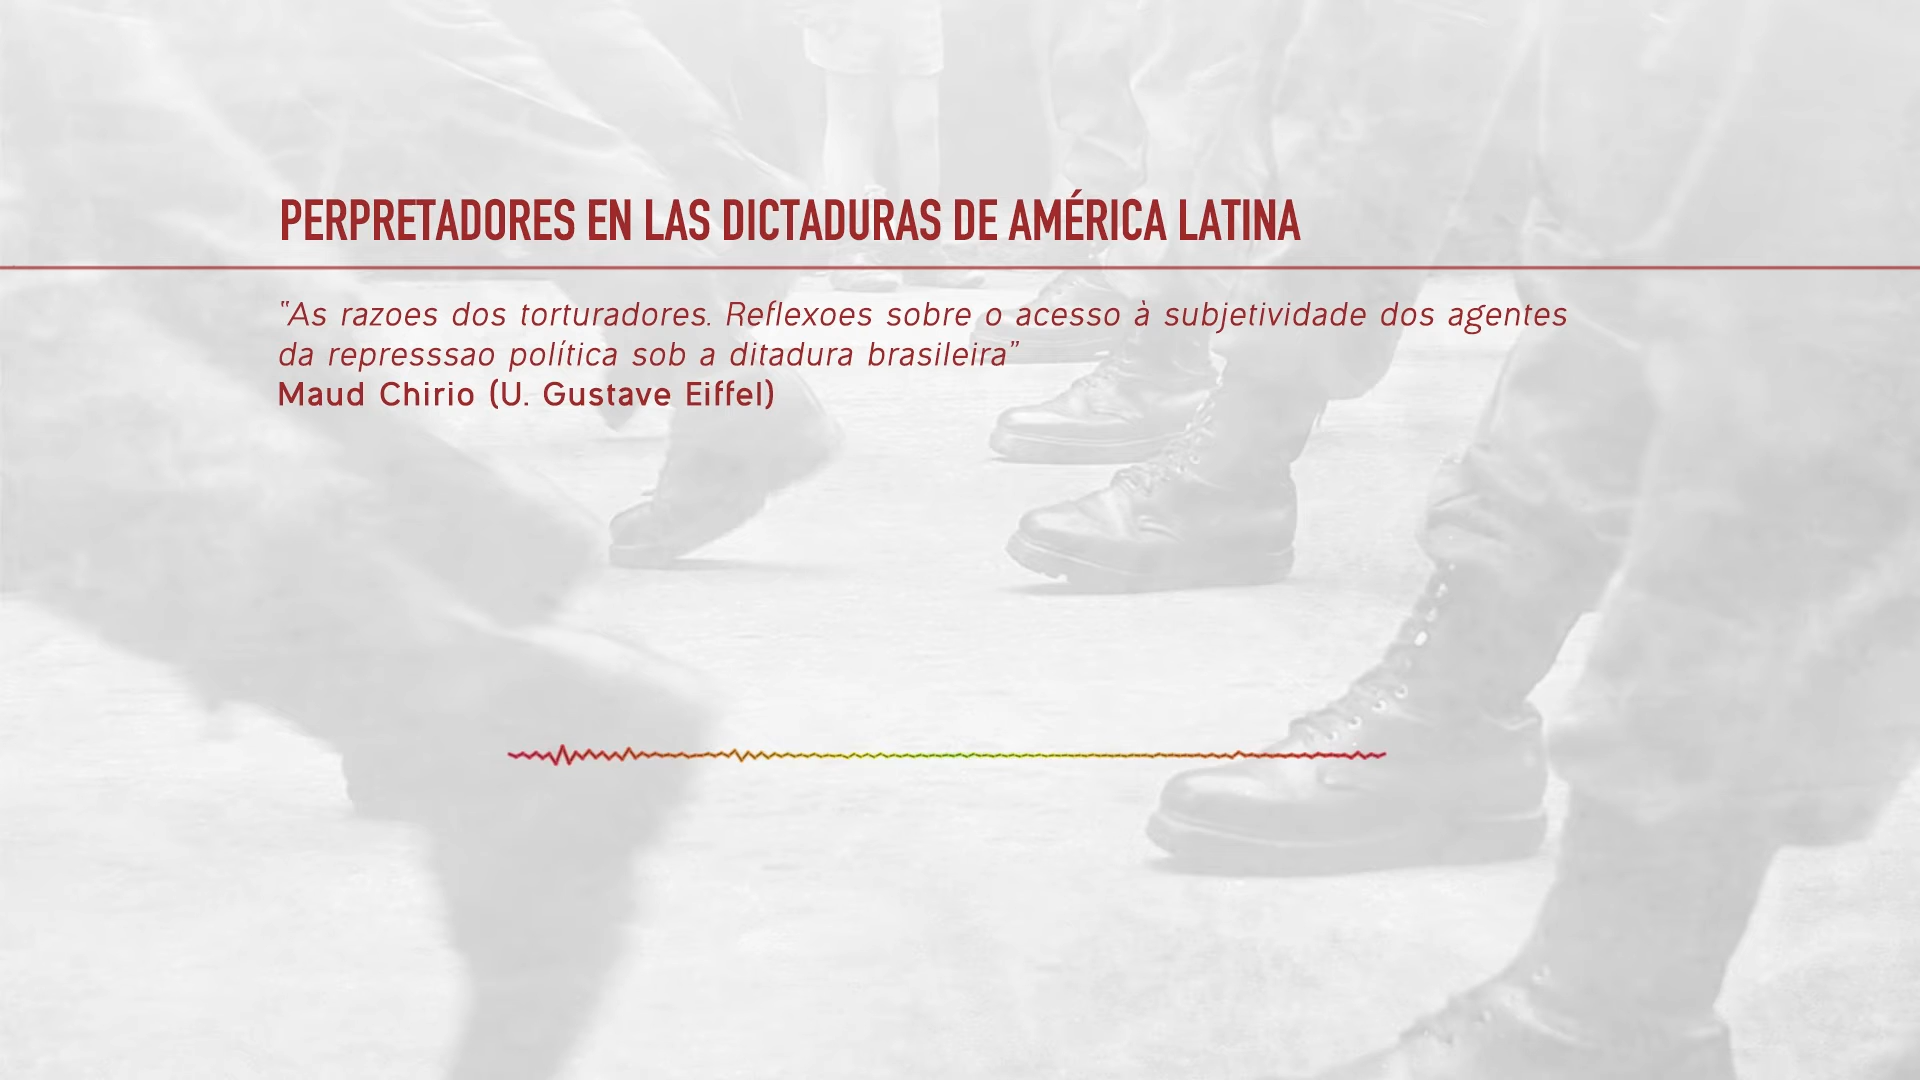 PERPRETADORES EN LAS DICTADURAS DE AMÉRICA LATINA
“As razoes dos torturadores. Reflexoes sobre o acesso à subjetividade dos agentes
da represssao política sob a ditadura brasileira”
Maud Chirio (U. Gustave Eiffel)